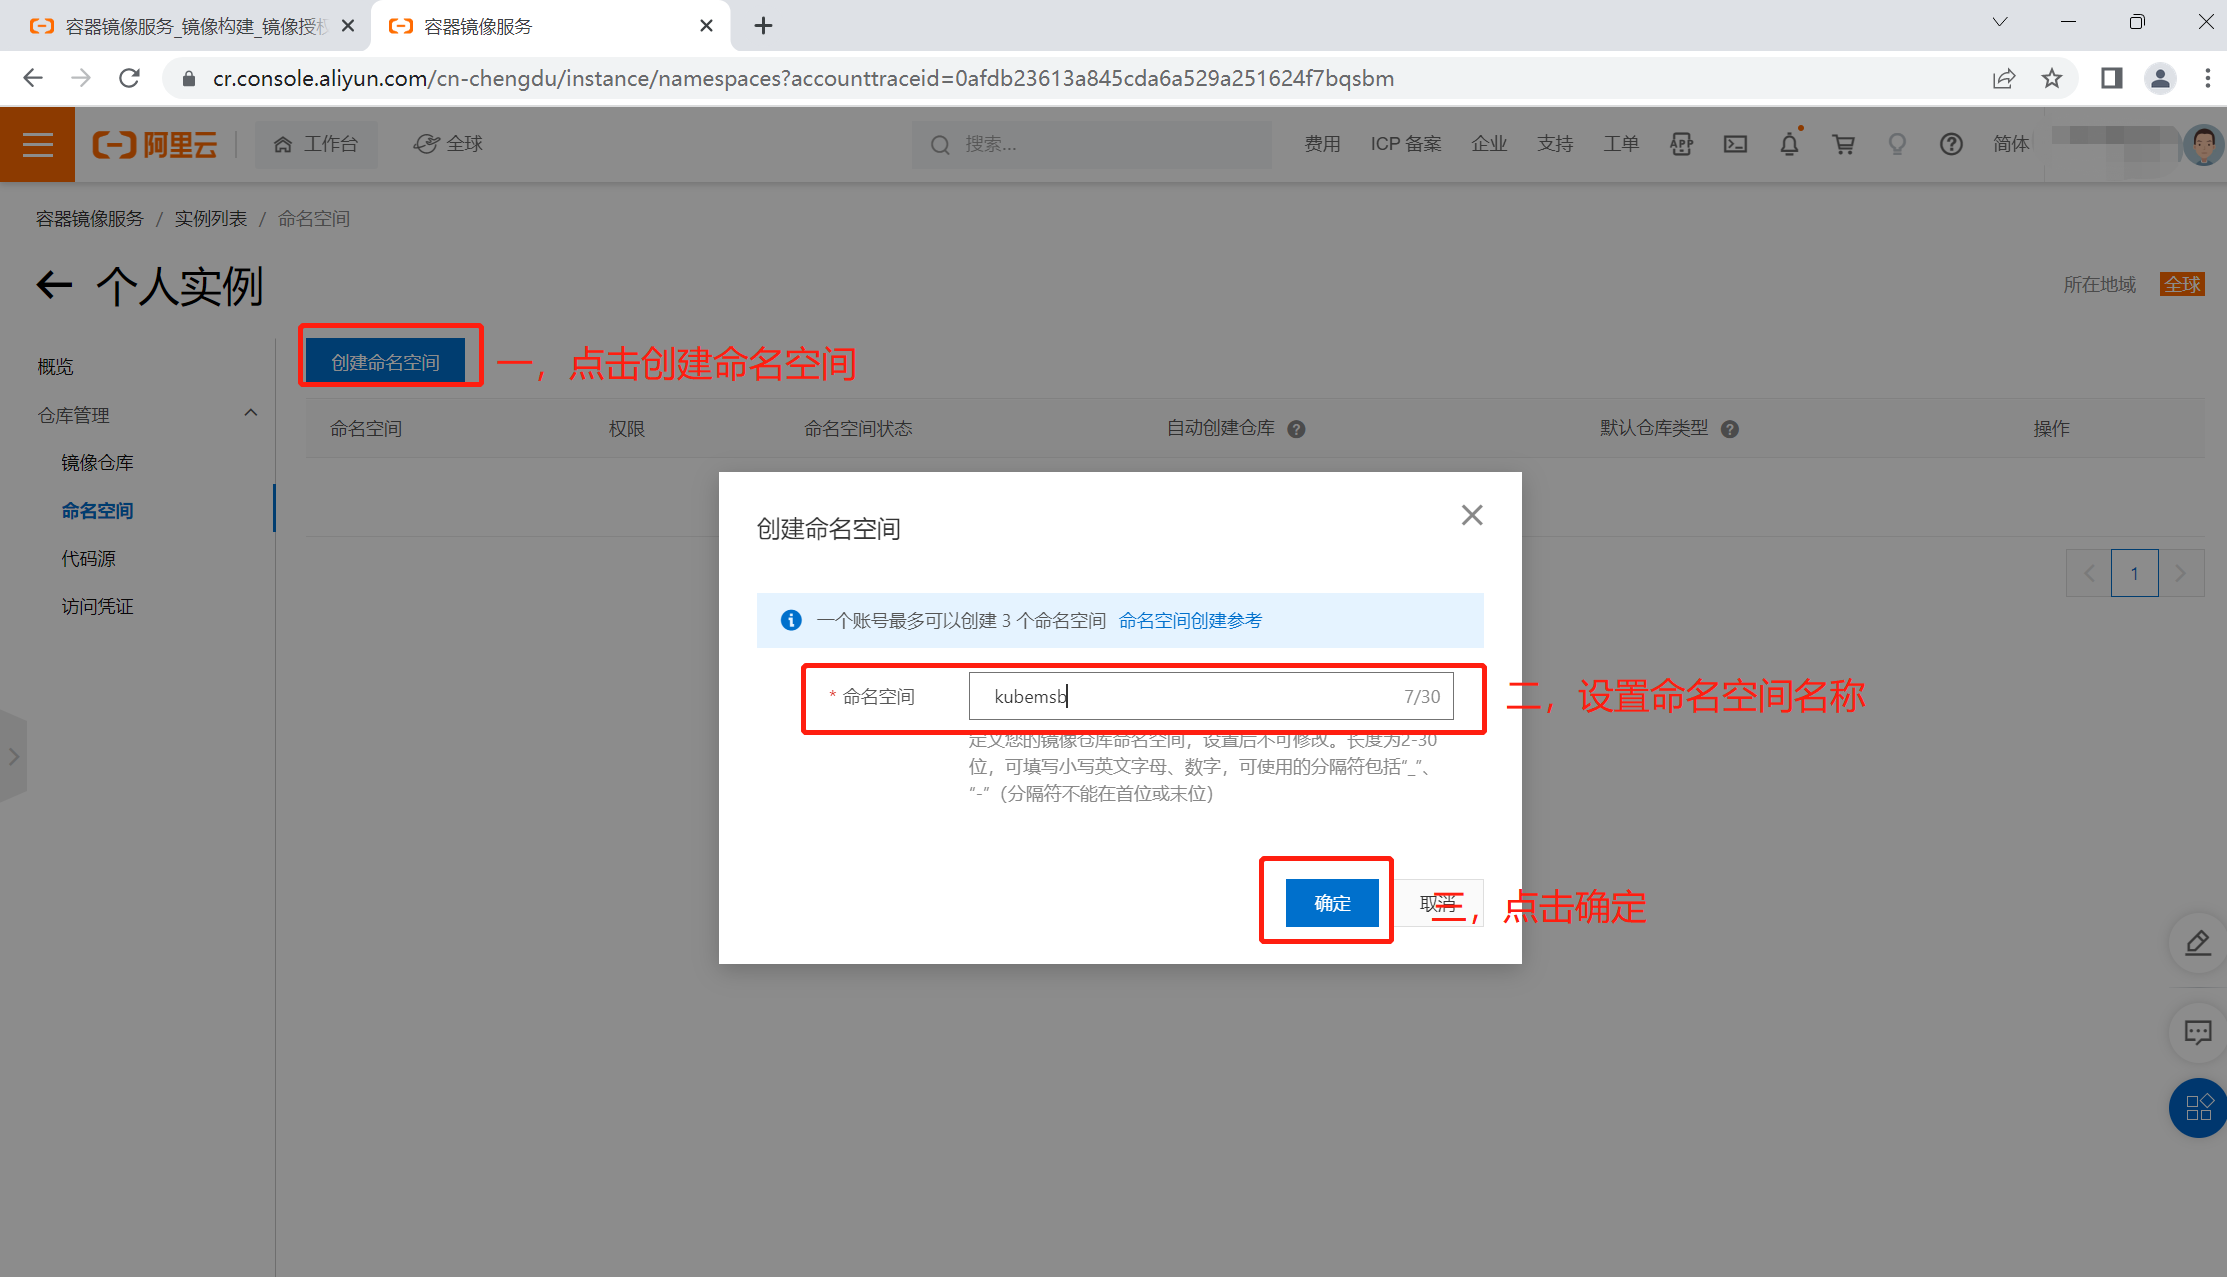 容器镜像服务_镜像构建_镜像授权
容器镜像服务
cr.console.aliyun.com/cn-chengdu/instance/namespaces?accounttraceid=0afdb23613a845cda6a529a251624f7bqsbm
阿里云
工作台
全球
搜索...
费用
ICP 备案
企业
支持
工单
APP
简体
容器镜像服务 / 实例列表 / 命名空间
个人实例
所在地域 全球
概览
仓库管理
镜像仓库
命名空间
代码源
访问凭证
创建命名空间
一，点击创建命名空间
命名空间 权限 命名空间状态 自动创建仓库 默认仓库类型 操作
1
创建命名空间
一个账号最多可以创建 3 个命名空间 命名空间创建参考
* 命名空间 kubemsb 7/30
二，设置命名空间名称
定义您的镜像仓库命名空间，设置后不可修改。长度为2-30
位，可填写小写英文字母、数字，可使用的分隔符包括“_”、
“-”（分隔符不能在首位或末位）
确定 取消
三，点击确定